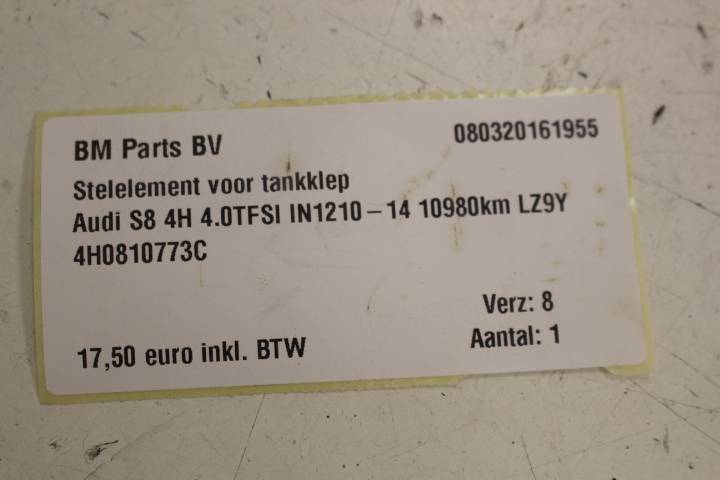 BM Parts BV 080320161955
Stelelement voor tankklep
Audi S8 4H 4.0TFSI IN1210-14 10980km LZ9Y
4H0810773C
Verz: 8
17,50 euro inkl. BTW Aantal: 1